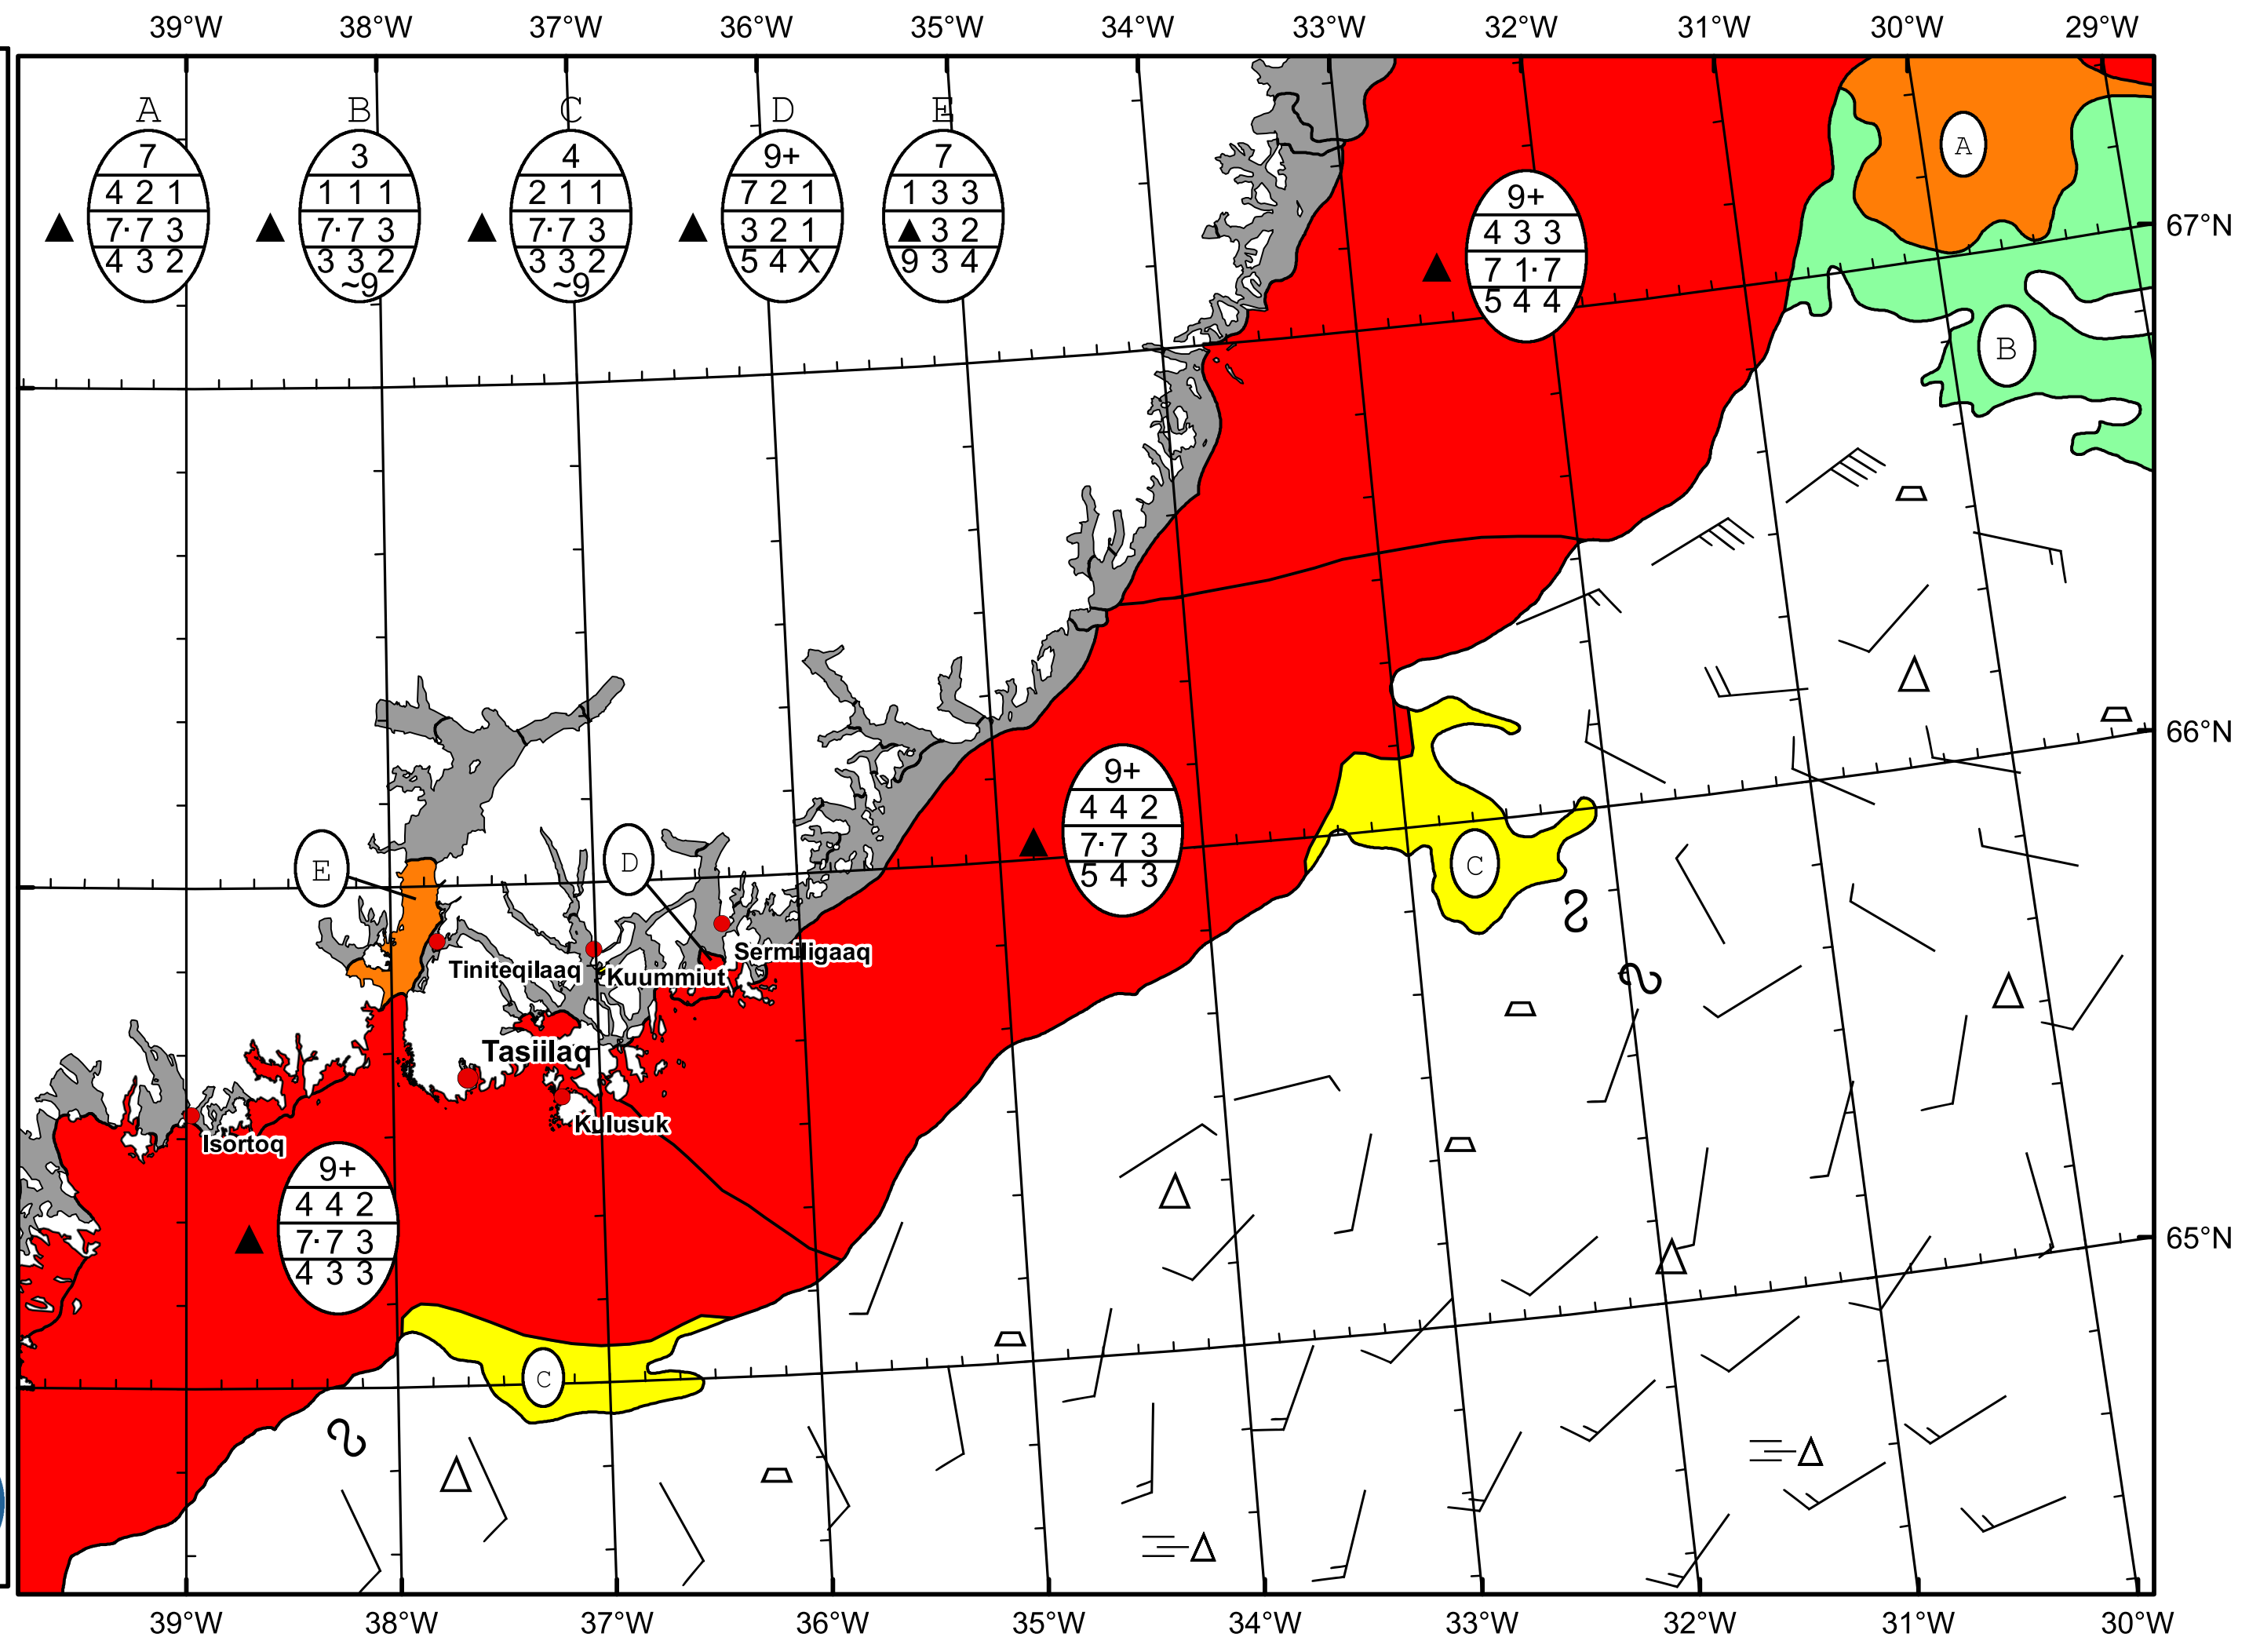 39°W 38°W 37°W 36°W 35°W 34°W 33°W 32°W 31°W 30°W 29°W
A B C D E
7 3 4 9+ 7
4 2 1 1 1 1 2 1 1 7 2 1 1 3 3
▲ 7·7 3 ▲ 7·7 3 ▲ 7·7 3 ▲ 3 2 1 ▲ 3 2
4 3 2 3 3 2 3 3 2 5 4 X 9 3 4
~9 ~9
A
9+
4 3 3
▲ 7 1·7
5 4 4
67°N
B
66°N
9+
4 4 2
▲ 7·7 3
5 4 3
E
D
C
Sermiligaaq
Tiniteqilaaq
Kuummiut
Tasiilaq
Kulusuk
Isortoq
9+
4 4 2
▲ 7·7 3
4 3 3
65°N
C
39°W 38°W 37°W 36°W 35°W 34°W 33°W 32°W 31°W 30°W